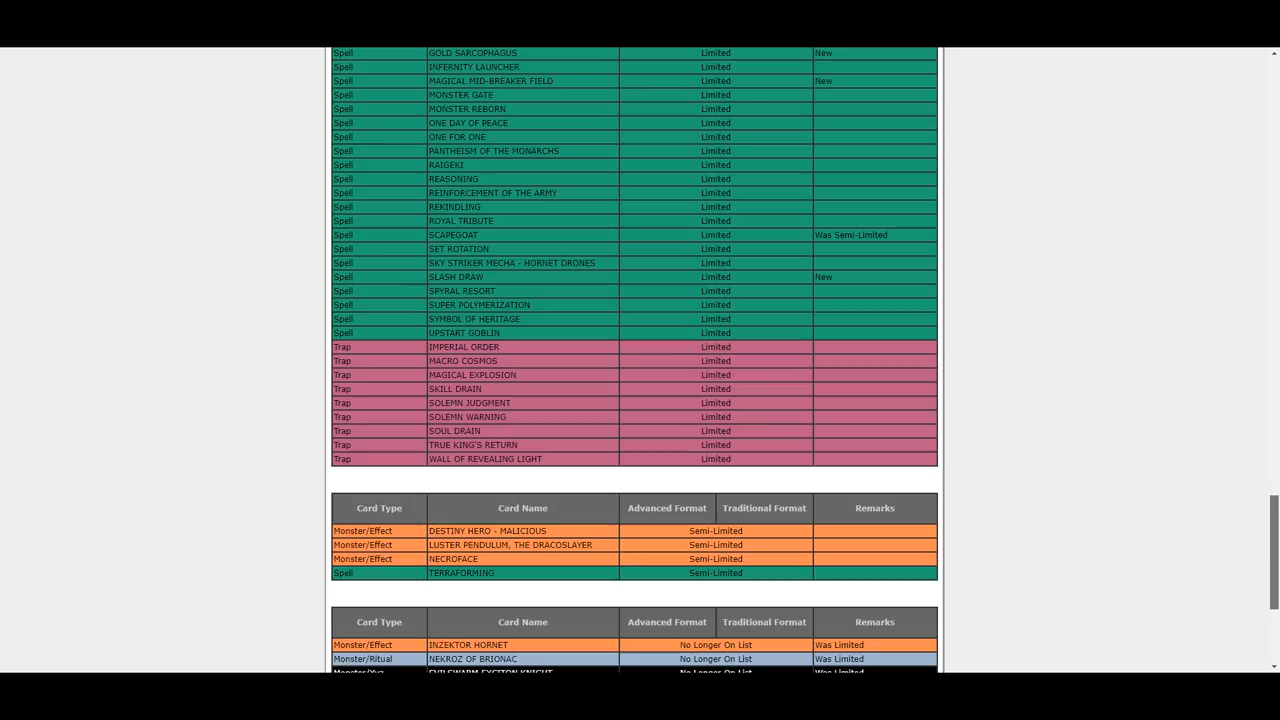 Spell GOLD SARCOPHAGUS Limited New
Spell INFERNITY LAUNCHER Limited
Spell MAGICAL MID-BREAKER FIELD Limited New
Spell MONSTER GATE Limited
Spell MONSTER REBORN Limited
Spell ONE DAY OF PEACE Limited
Spell ONE FOR ONE Limited
Spell PANTHEISM OF THE MONARCHS Limited
Spell RAIGEKI Limited
Spell REASONING Limited
Spell REINFORCEMENT OF THE ARMY Limited
Spell REKINDLING Limited
Spell ROYAL TRIBUTE Limited
Spell SCAPEGOAT Limited Was Semi-Limited
Spell SET ROTATION Limited
Spell SKY STRIKER MECHA - HORNET DRONES Limited
Spell SLASH DRAW Limited New
Spell SPYRAL RESORT Limited
Spell SUPER POLYMERIZATION Limited
Spell SYMBOL OF HERITAGE Limited
Spell UPSTART GOBLIN Limited
Trap IMPERIAL ORDER Limited
Trap MACRO COSMOS Limited
Trap MAGICAL EXPLOSION Limited
Trap SKILL DRAIN Limited
Trap SOLEMN JUDGMENT Limited
Trap SOLEMN WARNING Limited
Trap SOUL DRAIN Limited
Trap TRUE KING'S RETURN Limited
Trap WALL OF REVEALING LIGHT Limited
Card Type Card Name Advanced Format Traditional Format Remarks
Monster/Effect DESTINY HERO - MALICIOUS Semi-Limited
Monster/Effect LUSTER PENDULUM, THE DRACOSLAYER Semi-Limited
Monster/Effect NECROFACE Semi-Limited
Spell TERRAFORMING Semi-Limited
Card Type Card Name Advanced Format Traditional Format Remarks
Monster/Effect INZEKTOR HORNET No Longer On List Was Limited
Monster/Ritual NEKROZ OF BRIONAC No Longer On List Was Limited
Monster/Xyz EVILSWARM EXCITON KNIGHT No Longer On List Was Limited